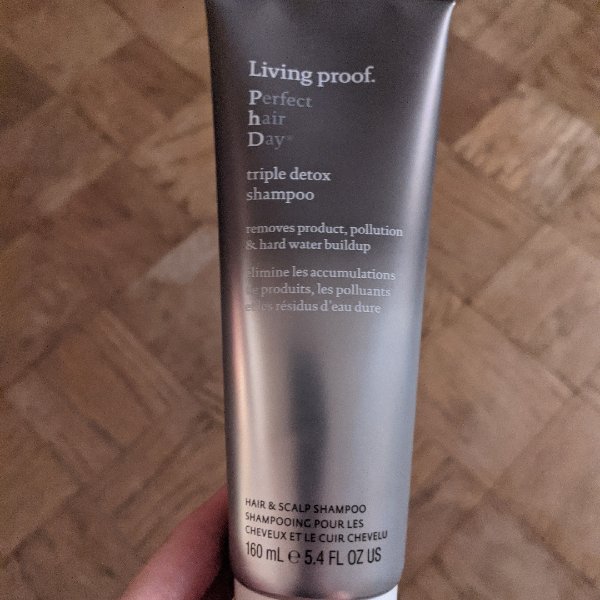 Living proof.
Perfect
hair
Day®
triple detox
shampoo
removes product, pollution
& hard water buildup
élimine les accumulations
de produits, les polluants
et les résidus d'eau dure
HAIR & SCALP SHAMPOO
SHAMPOOING POUR LES
CHEVEUX ET LE CUIR CHEVELU
160 mL ℮ 5.4 FL OZ US